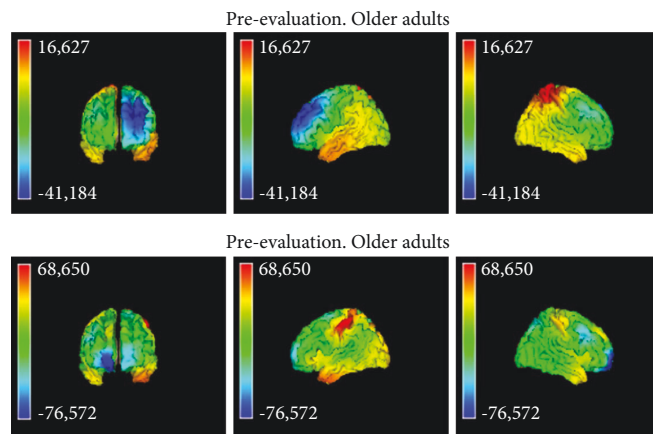 Pre-evaluation. Older adults
16,627 16,627 16,627
-41,184 -41,184 -41,184
Pre-evaluation. Older adults
68,650 68,650 68,650
-76,572 -76,572 -76,572